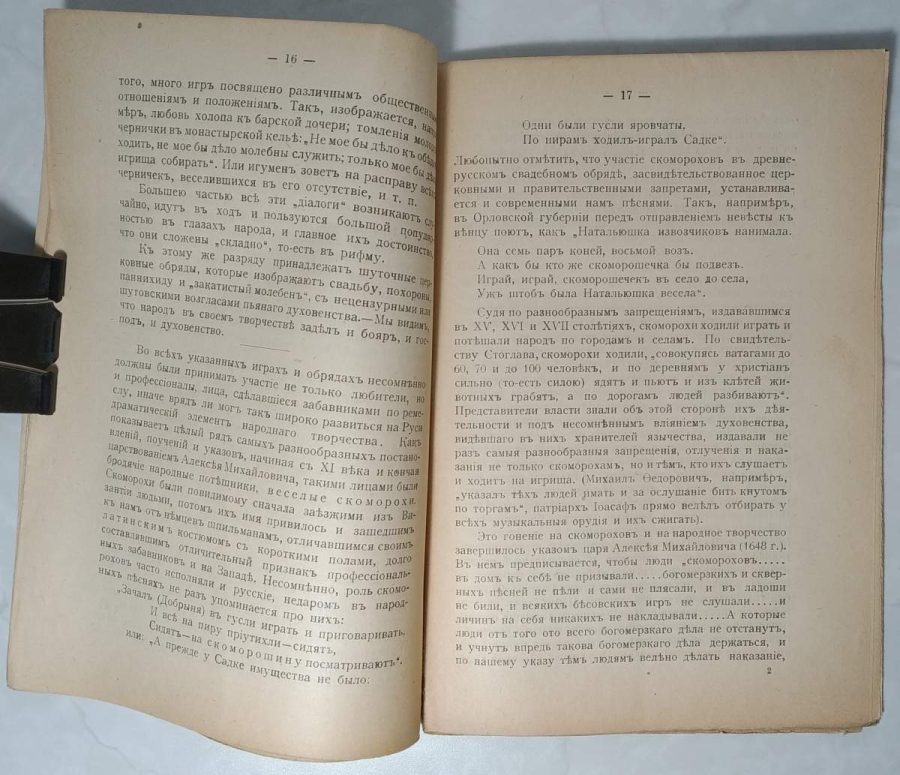 — 16 —
того, много игръ посвящено различнымъ общественн
отношеніямъ и положеніямъ. Такъ, изображается, напр
мѣръ, любовь холопа къ барской дочери; томленія молод
чернички въ монастырской кельѣ: „Не мое бы дѣло къ обѣд
ходить, не мое бы дѣло молебны служить; только мое бы дѣ
игрища собирать“. Или игуменъ зоветъ на расправу всѣ
черничекъ, веселившихся въ его отсутствіе, и т. п.
Большею частью всѣ эти „діалоги“ возникаютъ слу
чайно, идутъ въ ходъ и пользуются большой популяр
ностью въ глазахъ народа, и главное ихъ достоинство,
что они сложены „складно“, то-есть въ риѳму.
Къ этому же разряду принадлежатъ шуточные цер-
ковные обряды, которые изображаютъ свадьбу, похороны,
паннихиду и „закатистый молебенъ“, съ нецензурными
шутовскими возгласами пьянаго духовенства.—Мы видимъ,
что народъ въ своемъ творчествѣ задѣлъ и бояръ, и гос-
подъ, и духовенство.
Во всѣхъ указанныхъ играхъ и обрядахъ несомнѣнно
должны были принимать участіе не только любители, но
и профессіоналы, лица, сдѣлавшіеся забавниками по реме-
слу, иначе врядъ ли могъ такъ широко развиться на Руси
драматическій элементъ народнаго творчества. Какъ
показываетъ цѣлый рядъ самыхъ разнообразныхъ постано-
вленій, поученій и указовъ, начиная съ XI вѣка и кончая
царствованіемъ Алексѣя Михайловича, такими лицами были
бродячіе народные потѣшники, веселые скоморохи.
Скоморохи были повидимому сначала заѣзжими изъ Ви-
зантіи людьми, потомъ ихъ имя привилось и зашедшимъ
къ намъ отъ нѣмцевъ шпильманамъ, отличавшимся своимъ
латинскимъ костюмомъ съ короткими полами, долго
составлявшимъ отличительный признакъ профессіональ-
ныхъ забавниковъ и на Западѣ. Несомнѣнно, роль скомо-
роховъ часто исполняли и русскіе, недаромъ въ народ-
ныхъ пѣсняхъ не разъ упоминается про нихъ:
„Зачалъ (Добрыня) въ гусли играть и приговаривать,
И всѣ на пиру пріутихли—сидятъ,
Сидятъ—на скоморошину посматриваютъ“.
или: „А прежде у Садке имущества не было:
— 17 —
Одни были гусли яровчаты,
По пирамъ ходилъ-игралъ Садке“.
Любопытно отмѣтить, что участіе скомороховъ въ древне-
русскомъ свадебномъ обрядѣ, засвидѣтельствованное цер-
ковными и правительственными запретами, устанавлива-
ется и современными намъ пѣснями. Такъ, напримѣръ,
въ Орловской губерніи передъ отправленіемъ невѣсты къ
вѣнцу поютъ, какъ „Натальюшка извозчиковъ нанимала.
Она семь паръ коней, восьмой возъ.
А какъ бы кто же скоморошечка бы подвезъ.
Играй, играй, скоморошечекъ въ село до села,
Ужъ штобъ была Натальюшка весела“.
Судя по разнообразнымъ запрещеніямъ, издававшимся
въ XV, XVI и XVII столѣтіяхъ, скоморохи ходили играть и
потѣшали народъ по городамъ и селамъ. По свидѣтель-
ству Стоглава, скоморохи ходили, „совокупясь ватагами до
60, 70 и до 100 человѣкъ, и по деревнямъ у христіанъ
сильно (то-есть силою) ядятъ и пьютъ и изъ клѣтей жи-
вотныхъ грабятъ, а по дорогамъ людей разбиваютъ“.
Представители власти знали объ этой сторонѣ ихъ дѣя-
тельности и подъ несомнѣннымъ вліяніемъ духовенства,
видѣвшаго въ нихъ хранителей язычества, издавали не
разъ самыя разнообразныя запрещенія, отлученія и нака-
занія не только скоморохамъ, но и тѣмъ, кто ихъ слушаетъ
и ходитъ на игрища. (Михаилъ Ѳедоровичъ, напримѣръ,
„указалъ тѣхъ людей имать и за ослушаніе бить кнутомъ
по торгамъ“, патріархъ Іоасафъ прямо велѣлъ отбирать у
всѣхъ музыкальныя орудія и ихъ сжигать).
Это гоненіе на скомороховъ и на народное творчество
завершилось указомъ царя Алексѣя Михайловича (1648 г.).
Въ немъ предписывается, чтобы люди „скомороховъ.....
въ домъ къ себѣ не призывали.....богомерзкихъ и сквер-
ныхъ пѣсней не пѣли и сами не плясали, и въ ладоши
не били, и всякихъ бѣсовскихъ игръ не слушали.....и
личинъ на себя никакихъ не накладывали.....А которые
люди отъ того ото всего богомерзкаго дѣла не отстанутъ,
и учнутъ впредь такова богомерзкаго дѣла держаться, и
по вашему указу тѣмъ людямъ велѣно дѣлать наказаніе,
2